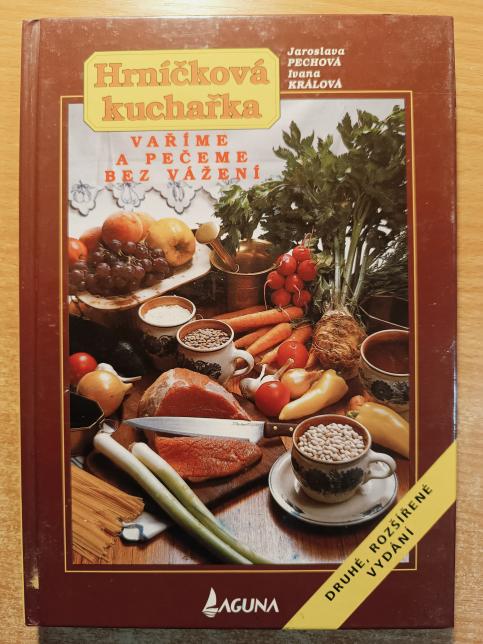 Jaroslava
PECHOVÁ
Ivana
KRÁLOVÁ
Hrníčková
kuchařka
VAŘÍME
A PEČEME
BEZ VÁŽENÍ
DRUHÉ, ROZŠÍŘENÉ
VYDÁNÍ
LAGUNA